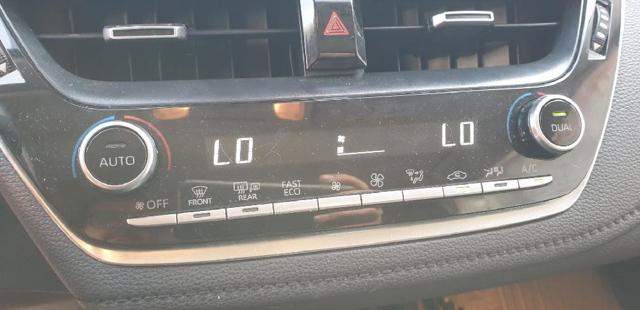 AUTO
LO
LO
DUAL
OFF
FRONT
REAR
FAST
ECO
A/C